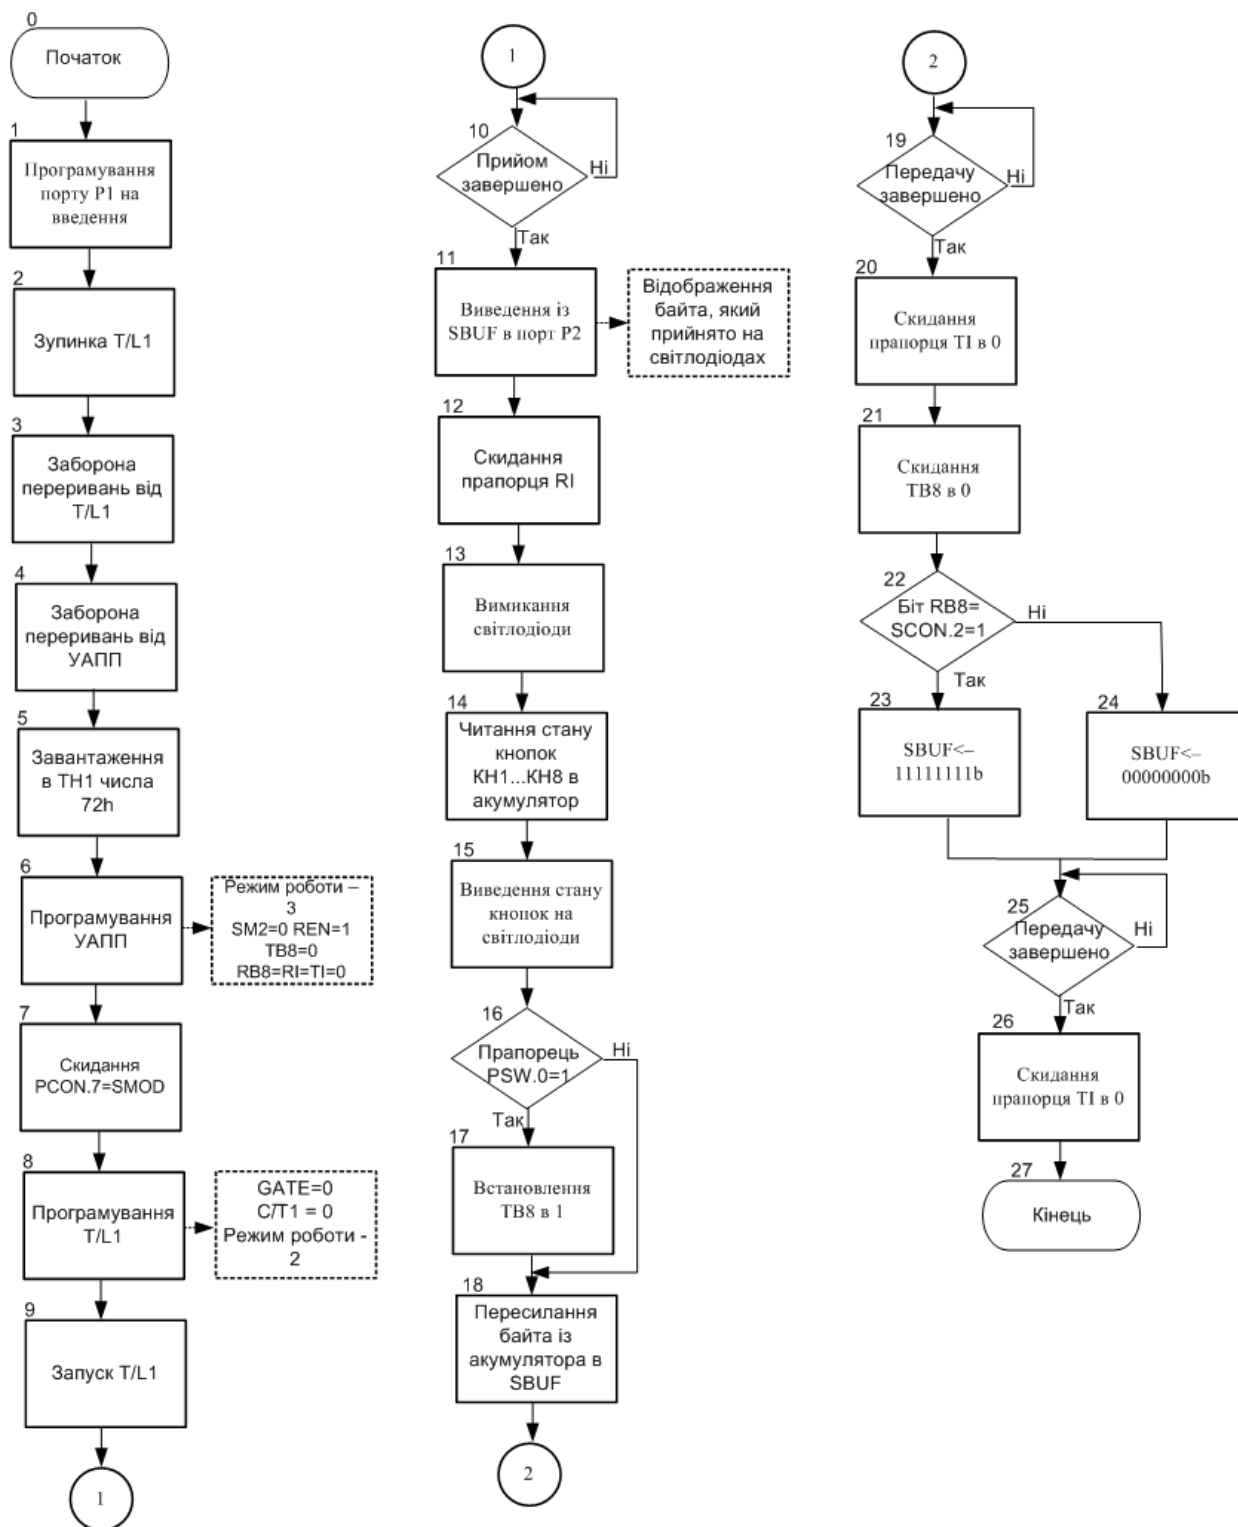 0
Початок
1
Програмування
порту P1 на
введення
2
Зупинка T/L1
3
Заборона
переривань від
T/L1
4
Заборона
переривань від
УАПП
5
Завантаження
в TH1 числа
72h
6
Програмування
УАПП
Режим роботи –
3
SM2=0 REN=1
TB8=0
RB8=RI=TI=0
7
Скидання
PCON.7=SMOD
8
Програмування
T/L1
GATE=0
C/T1 = 0
Режим роботи -
2
9
Запуск T/L1
1
1
10
Прийом
завершено
Ні
Так
11
Виведення із
SBUF в порт P2
Відображення
байта, який
прийнято на
світлодіодах
12
Скидання
прапорця RI
13
Вимикання
світлодіоди
14
Читання стану
кнопок
КН1...КН8 в
акумулятор
15
Виведення стану
кнопок на
світлодіоди
16
Прапорець
PSW.0=1
Ні
Так
17
Встановлення
TB8 в 1
18
Пересилання
байта із
акумулятора в
SBUF
2
2
19
Передачу
завершено
Ні
Так
20
Скидання
прапорця TI в 0
21
Скидання
TB8 в 0
22
Біт RB8=
SCON.2=1
Ні
Так
23
SBUF<–
11111111b
24
SBUF<–
00000000b
25
Передачу
завершено
Ні
Так
26
Скидання
прапорця TI в 0
27
Кінець